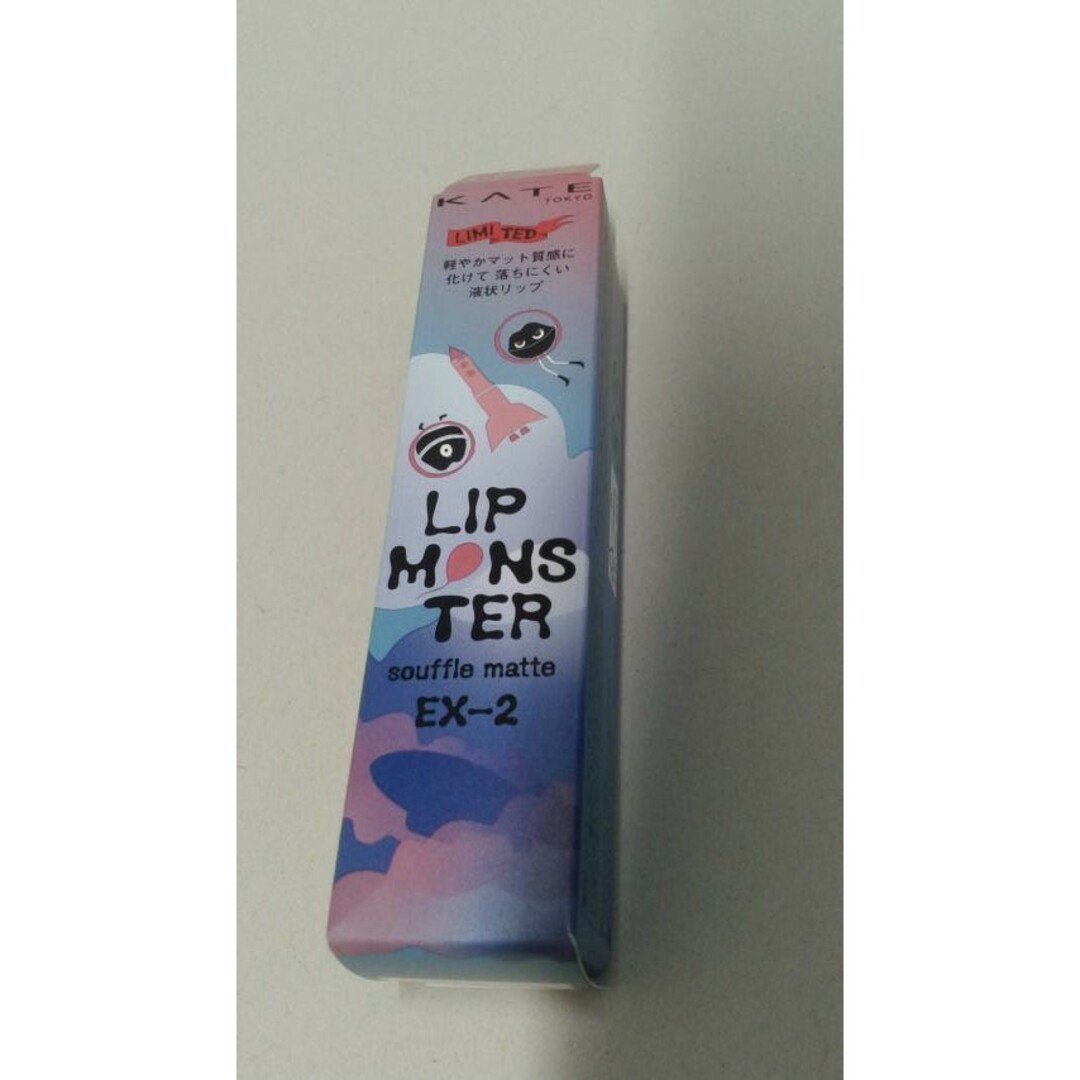 KATE
TOKYO
LIMITED
軽やかマット質感に
化けて 落ちにくい
液状リップ
LIP
MONS
TER
souffle matte
EX-2